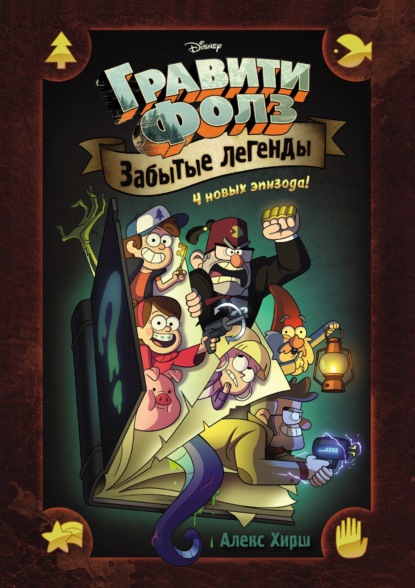 Disney
ГРАВИТИ
ФОЛЗ
Забытые легенды
4 новых эпизода!
Алекс Хирш